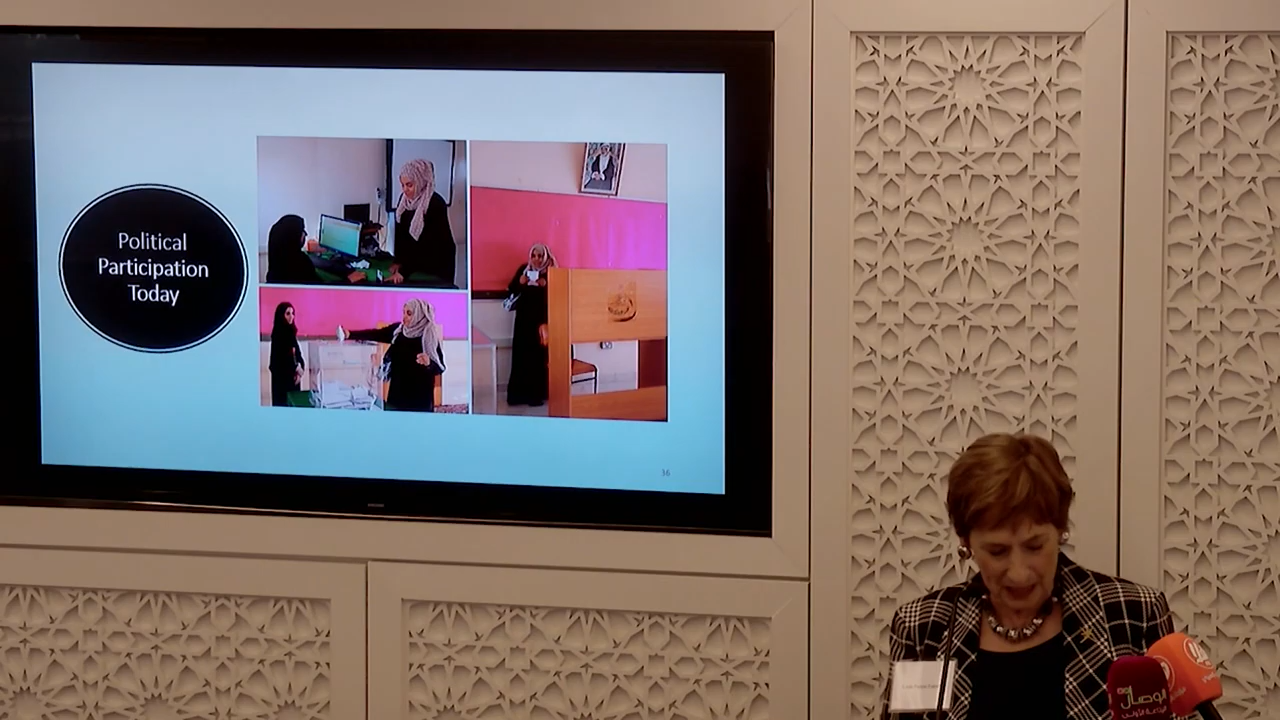 Political
Participation
Today
36
الوصال